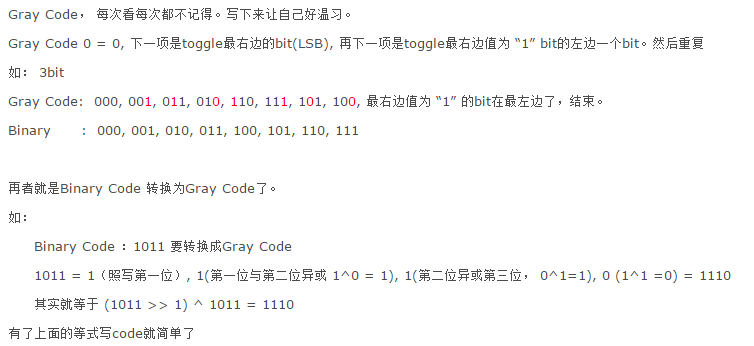 Gray Code， 每次看每次都不记得。写下来让自己好温习。
Gray Code 0 = 0, 下一项是toggle最右边的bit(LSB), 再下一项是toggle最右边值为 “1” bit的左边一个bit。然后重复
如： 3bit
Gray Code: 000, 001, 011, 010, 110, 111, 101, 100, 最右边值为 “1” 的bit在最左边了，结束。
Binary : 000, 001, 010, 011, 100, 101, 110, 111
再者就是Binary Code 转换为Gray Code了。
如：
Binary Code ：1011 要转换成Gray Code
1011 = 1（照写第一位）, 1(第一位与第二位异或 1^0 = 1), 1(第二位异或第三位， 0^1=1), 0 (1^1 =0) = 1110
其实就等于 (1011 >> 1) ^ 1011 = 1110
有了上面的等式写code就简单了